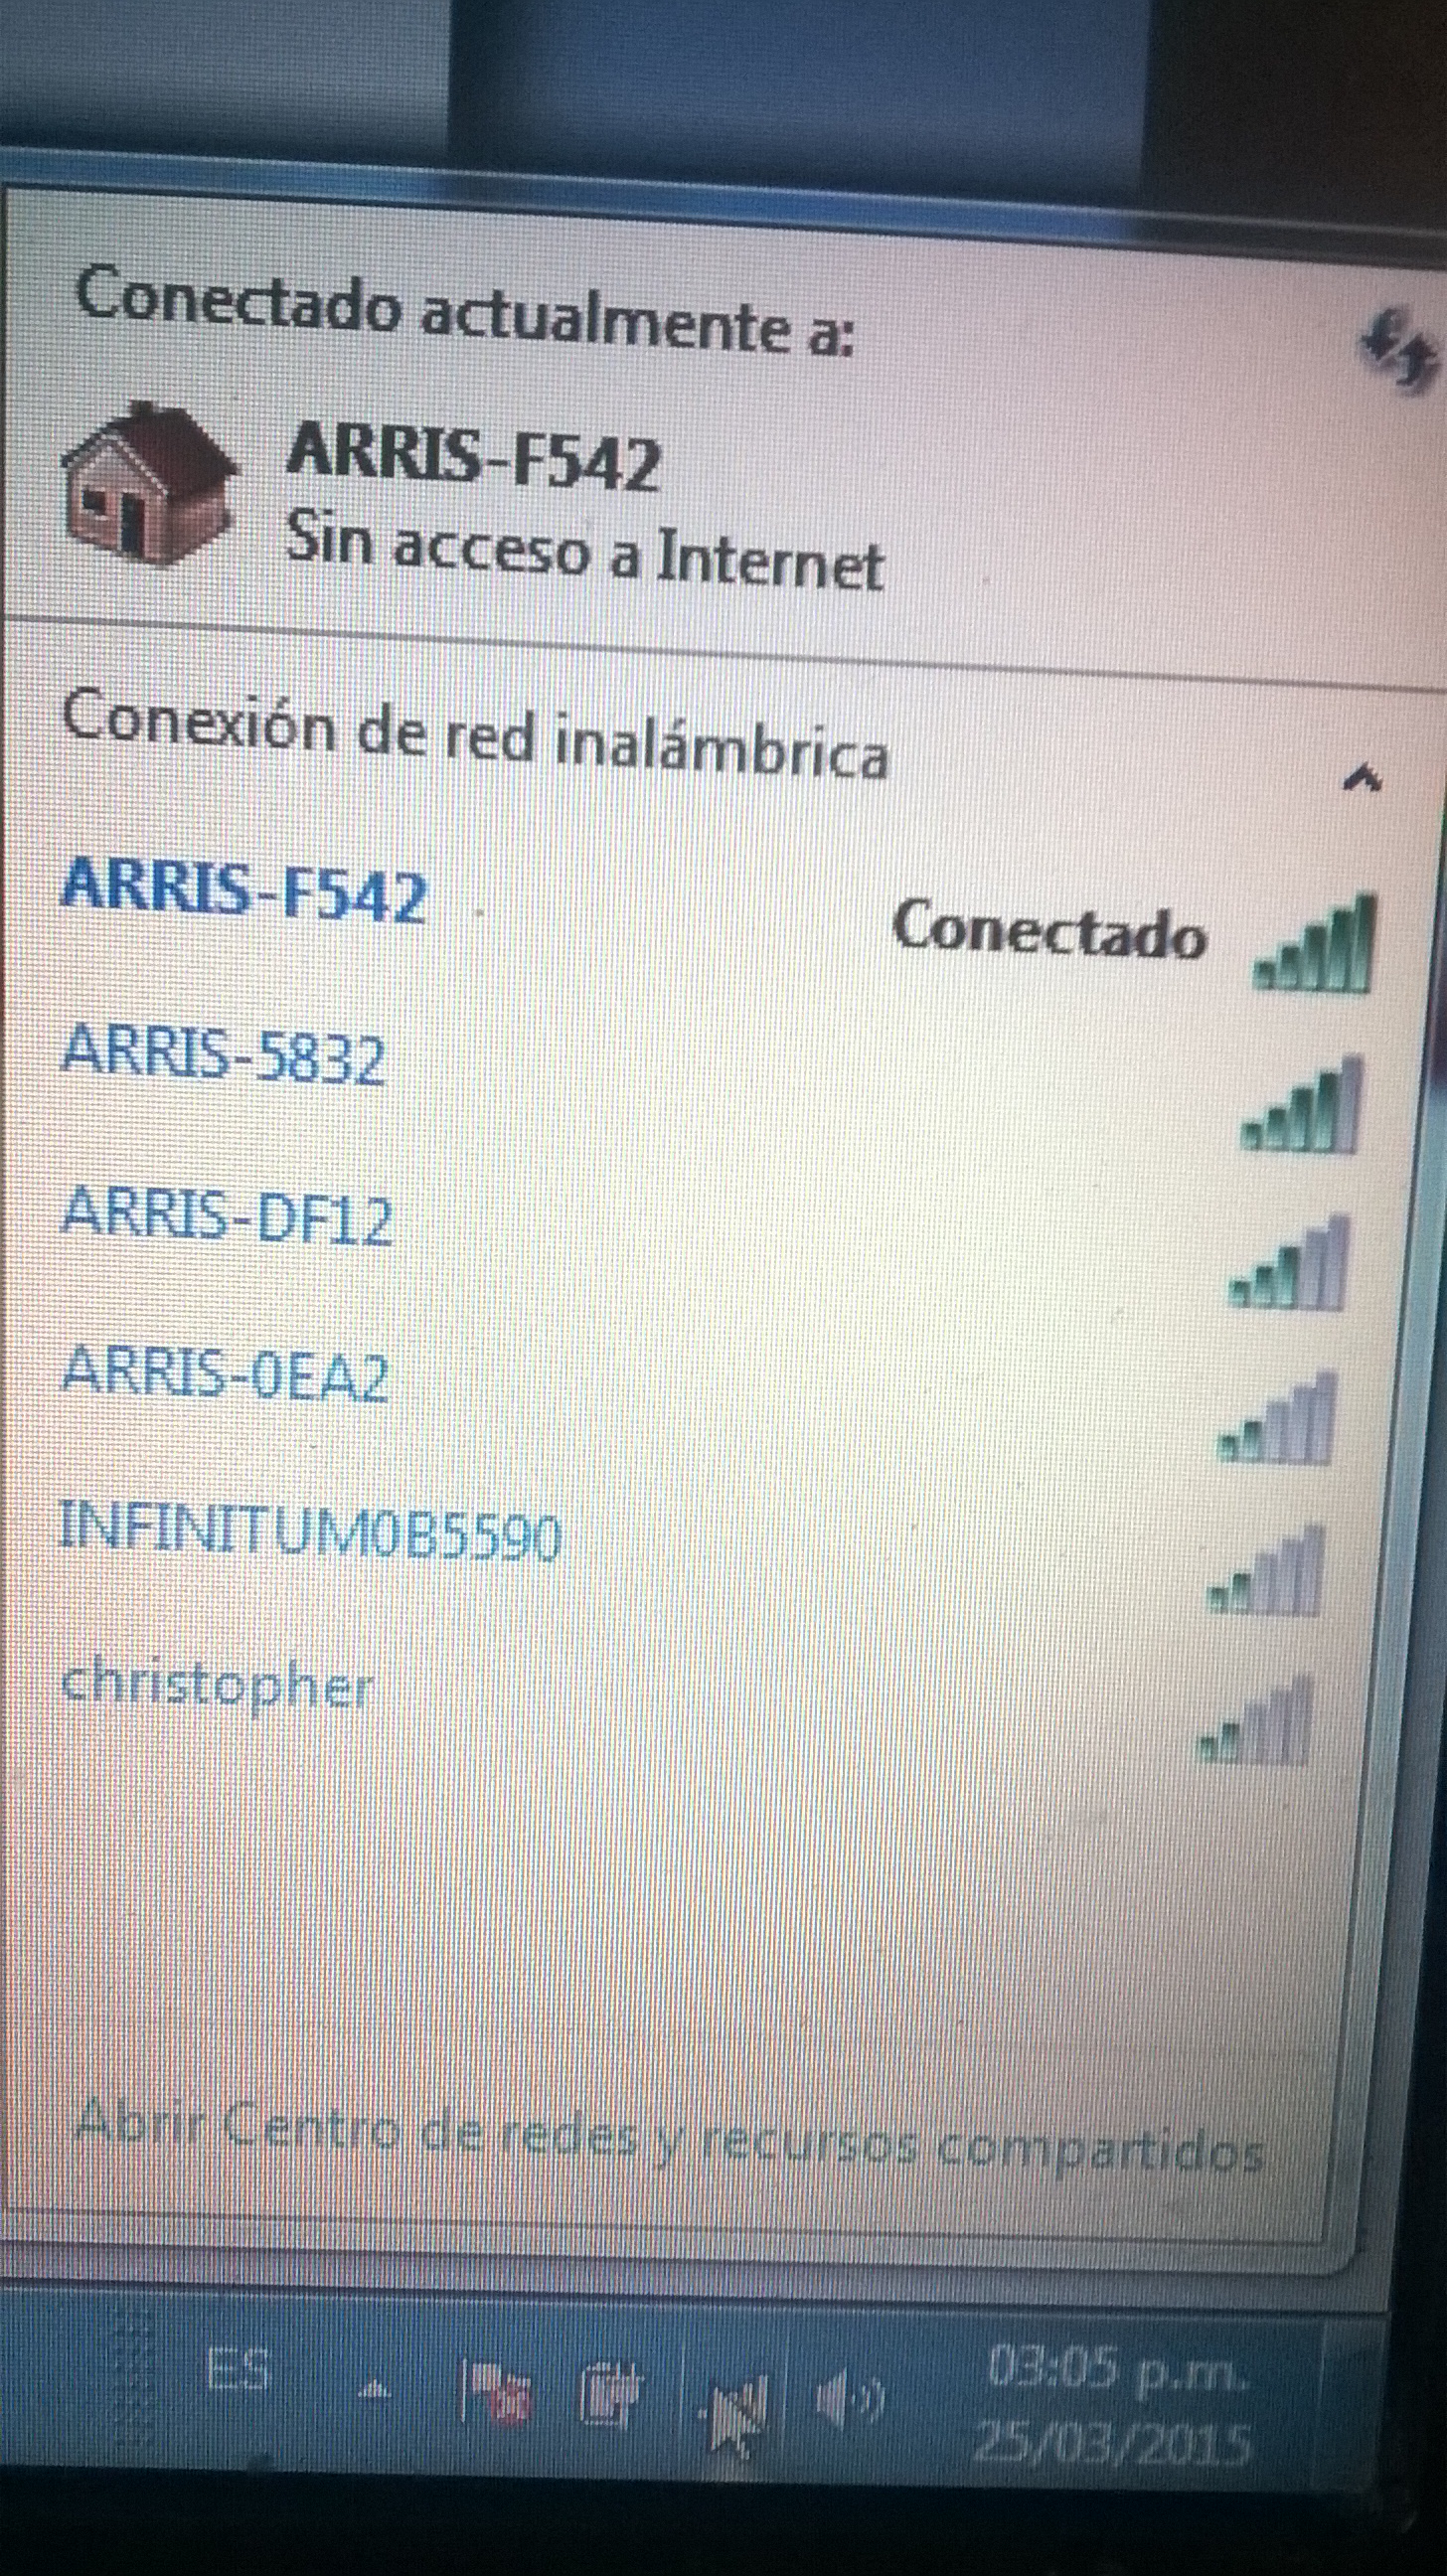 Conectado actualmente a:
ARRIS-F542
Sin acceso a Internet
Conexión de red inalámbrica
ARRIS-F542 Conectado
ARRIS-5832
ARRIS-DF12
ARRIS-0EA2
INFINITUM0B5590
christopher
Abrir Centro de redes y recursos compartidos
ES 03:05 p.m.
25/03/2015